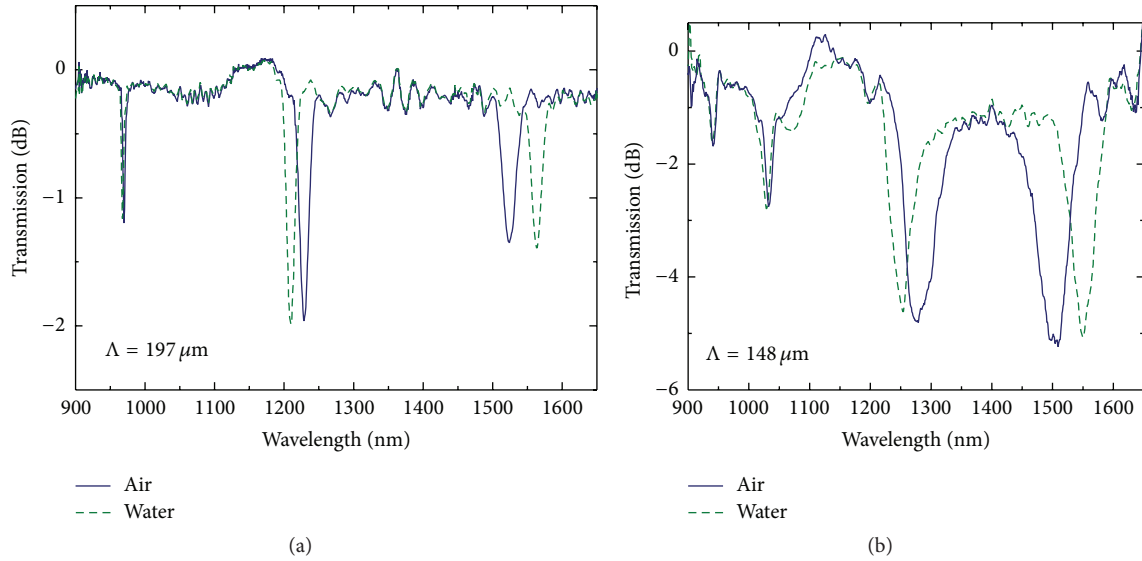 0
−1
−2
Transmission (dB)
Λ = 197 μm
900 1000 1100 1200 1300 1400 1500 1600
Wavelength (nm)
Air
Water
(a)
0
−2
−4
−6
Transmission (dB)
Λ = 148 μm
900 1000 1100 1200 1300 1400 1500 1600
Wavelength (nm)
Air
Water
(b)